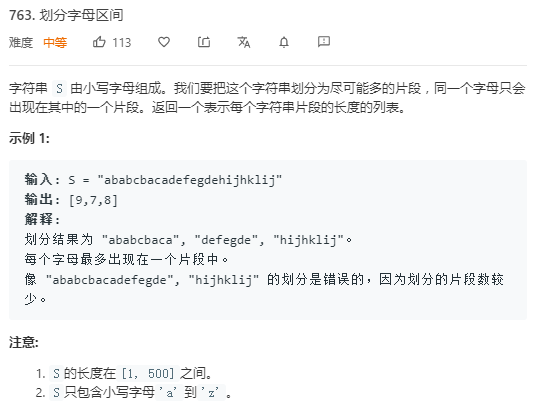 763. 划分字母区间
难度 中等 113
字符串 S 由小写字母组成。我们要把这个字符串划分为尽可能多的片段，同一个字母只会
出现在其中的一个片段。返回一个表示每个字符串片段的长度的列表。
示例 1:
输入: S = "ababcbacadefegdehijhklij"
输出: [9,7,8]
解释:
划分结果为 "ababcbaca", "defegde", "hijhklij"。
每个字母最多出现在一个片段中。
像 "ababcbacadefegde", "hijhklij" 的划分是错误的，因为划分的片段数较
少。
注意:
1. S 的长度在 [1, 500] 之间。
2. S 只包含小写字母 'a' 到 'z' 。